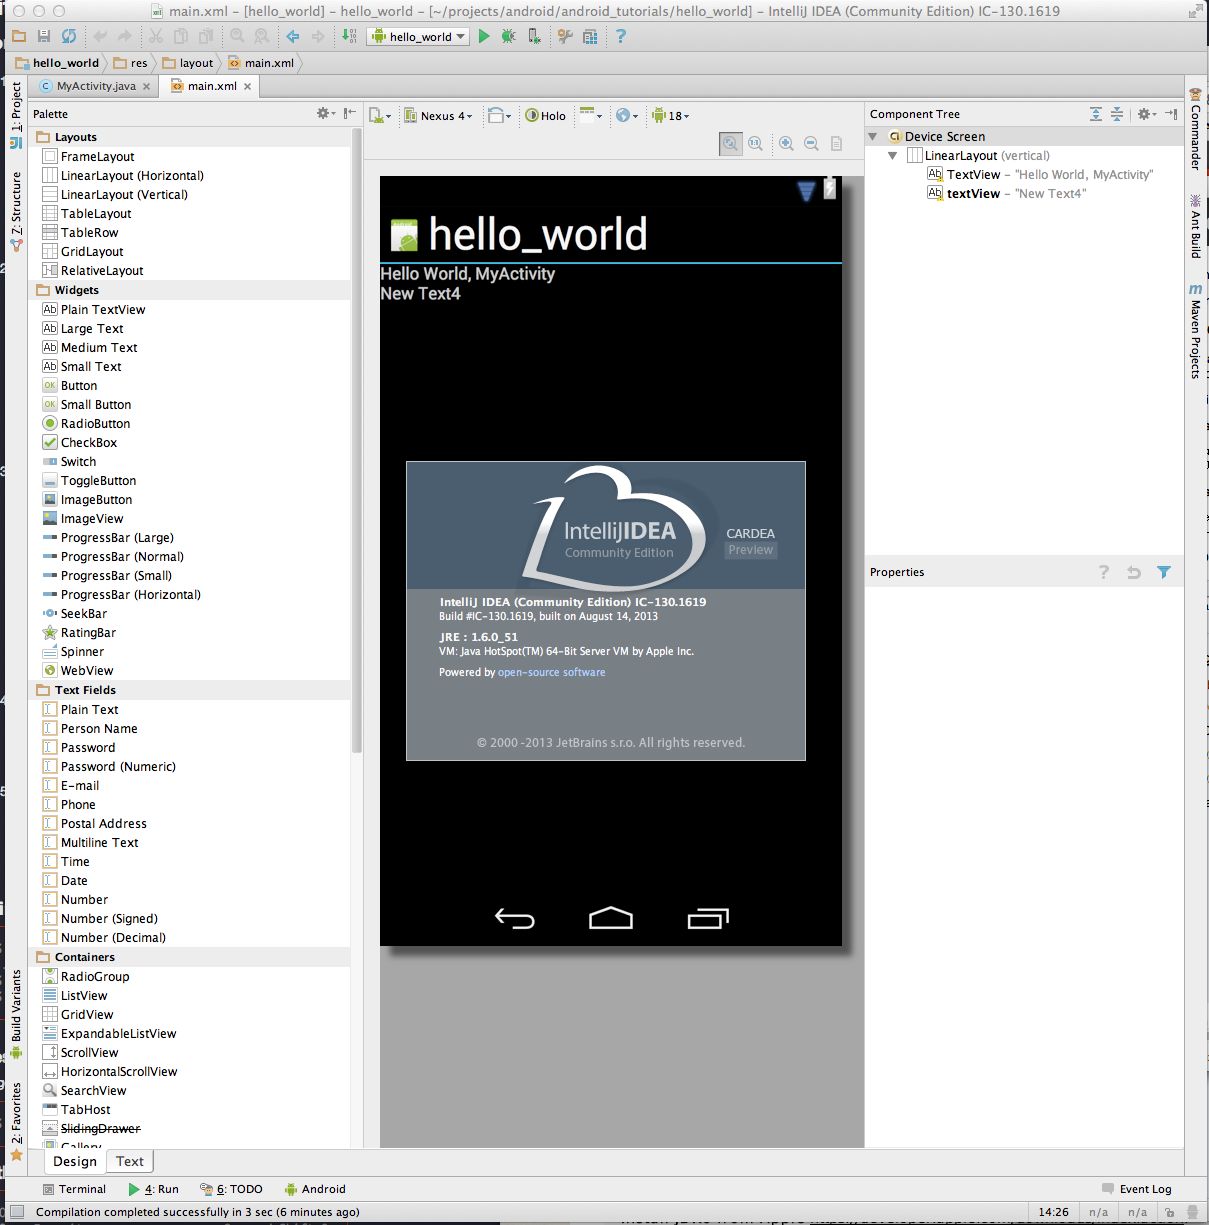 main.xml – [hello_world] – hello_world – [~/projects/android/android_tutorials/hello_world] – IntelliJ IDEA (Community Edition) IC-130.1619
hello_world
hello_world res layout main.xml
MyActivity.java main.xml
1: Project
Z: Structure
Build Variants
2: Favorites
Palette
Layouts
FrameLayout
LinearLayout (Horizontal)
LinearLayout (Vertical)
TableLayout
TableRow
GridLayout
RelativeLayout
Widgets
Plain TextView
Large Text
Medium Text
Small Text
Button
Small Button
RadioButton
CheckBox
Switch
ToggleButton
ImageButton
ImageView
ProgressBar (Large)
ProgressBar (Normal)
ProgressBar (Small)
ProgressBar (Horizontal)
SeekBar
RatingBar
Spinner
WebView
Text Fields
Plain Text
Person Name
Password
Password (Numeric)
E-mail
Phone
Postal Address
Multiline Text
Time
Date
Number
Number (Signed)
Number (Decimal)
Containers
RadioGroup
ListView
GridView
ExpandableListView
ScrollView
HorizontalScrollView
SearchView
TabHost
SlidingDrawer
Gallery
Design Text
Nexus 4 Holo 18
hello_world
Hello World, MyActivity
New Text4
IntelliJIDEA
Community Edition
CARDEA
Preview
IntelliJ IDEA (Community Edition) IC-130.1619
Build #IC-130.1619, built on August 14, 2013
JRE : 1.6.0_51
VM: Java HotSpot(TM) 64-Bit Server VM by Apple Inc.
Powered by open-source software
© 2000-2013 JetBrains s.r.o. All rights reserved.
Component Tree
Device Screen
LinearLayout (vertical)
TextView – "Hello World, MyActivity"
textView – "New Text4"
Properties
Commander
Ant Build
Maven Projects
Terminal 4: Run 6: TODO Android Event Log
Compilation completed successfully in 3 sec (6 minutes ago) 14:26 n/a n/a